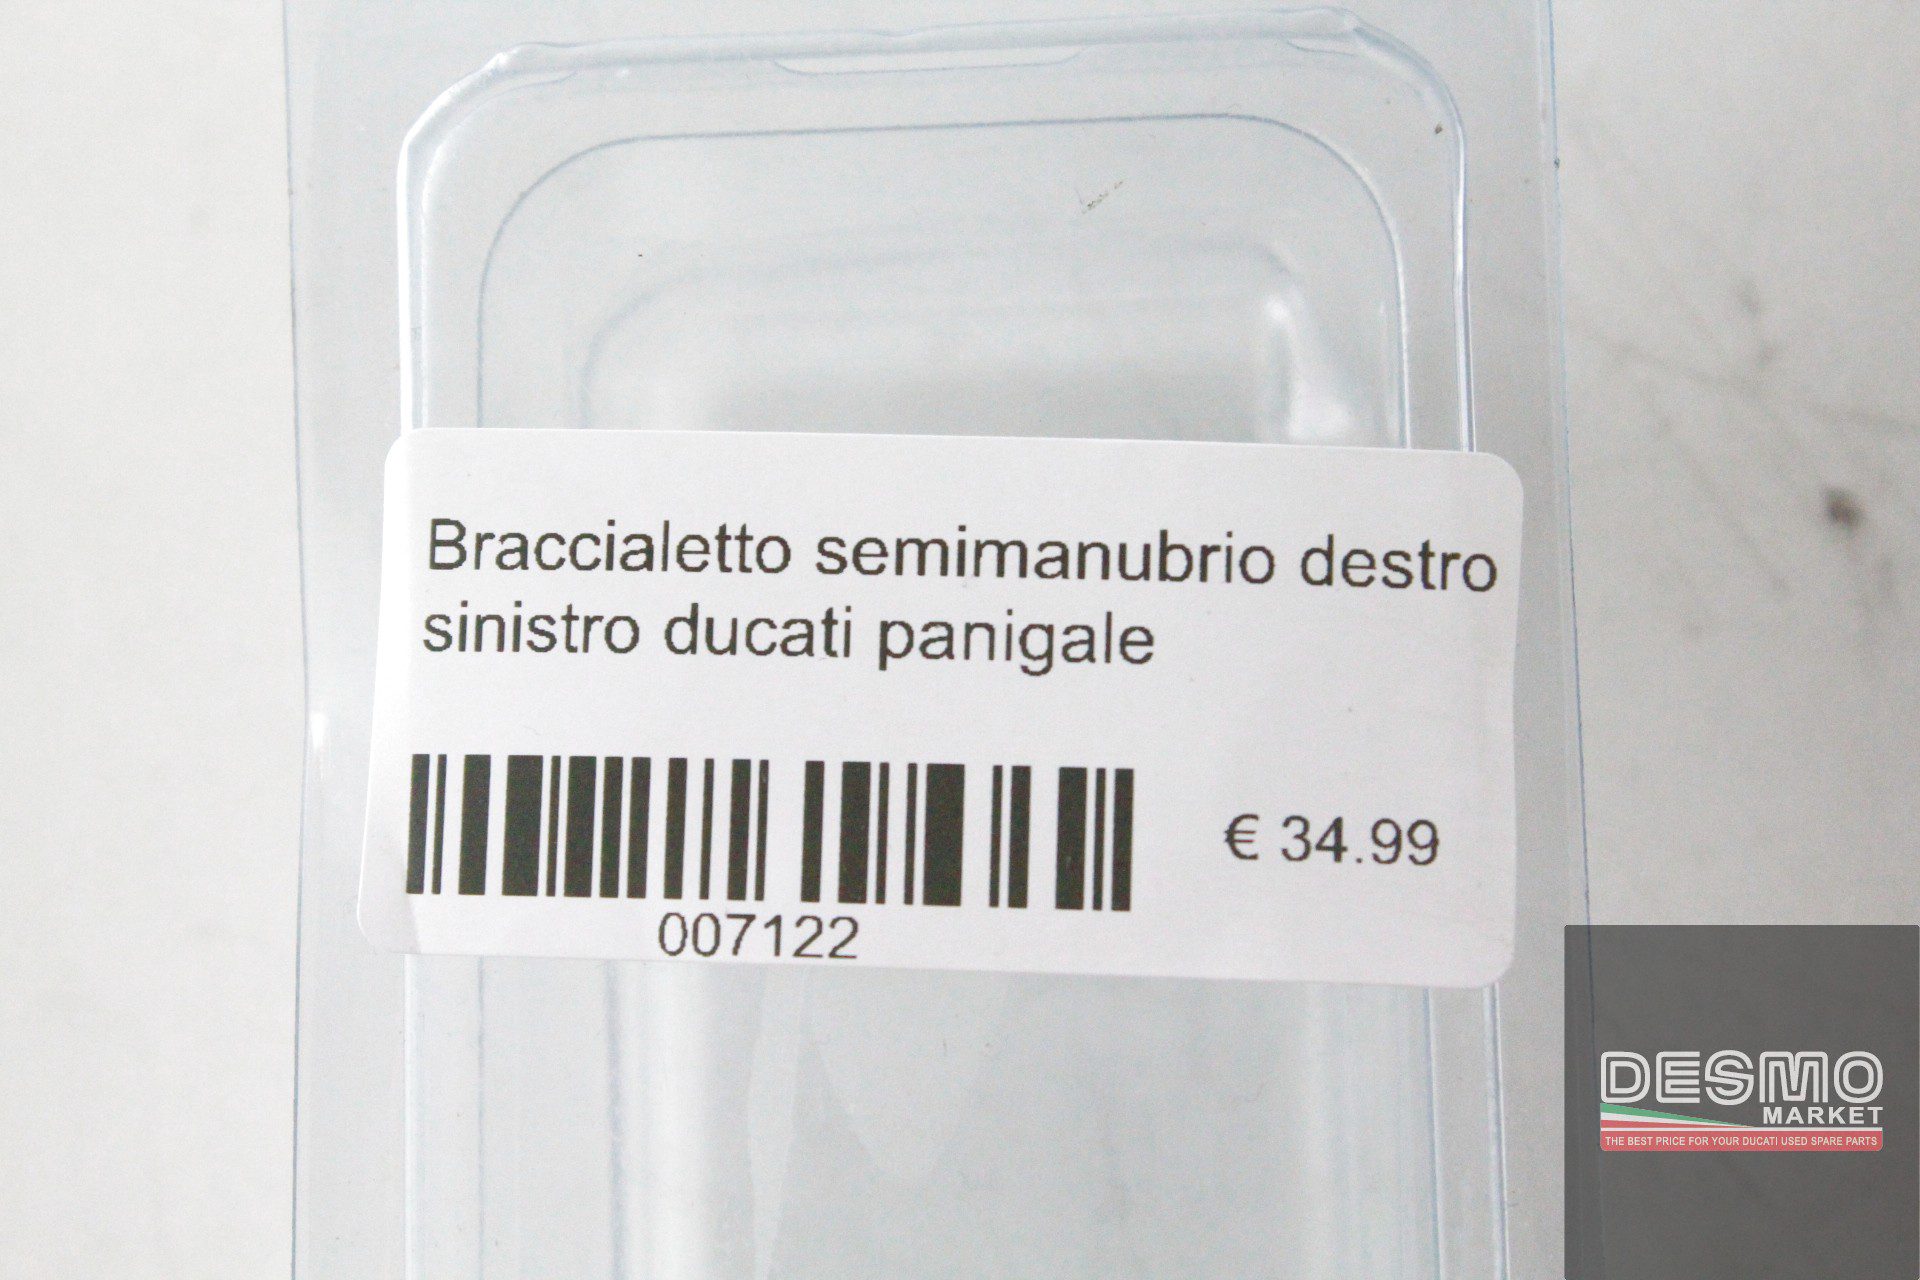 Braccialetto semimanubrio destro
sinistro ducati panigale
€ 34.99
007122
DESMO
MARKET
THE BEST PRICE FOR YOUR DUCATI USED SPARE PARTS